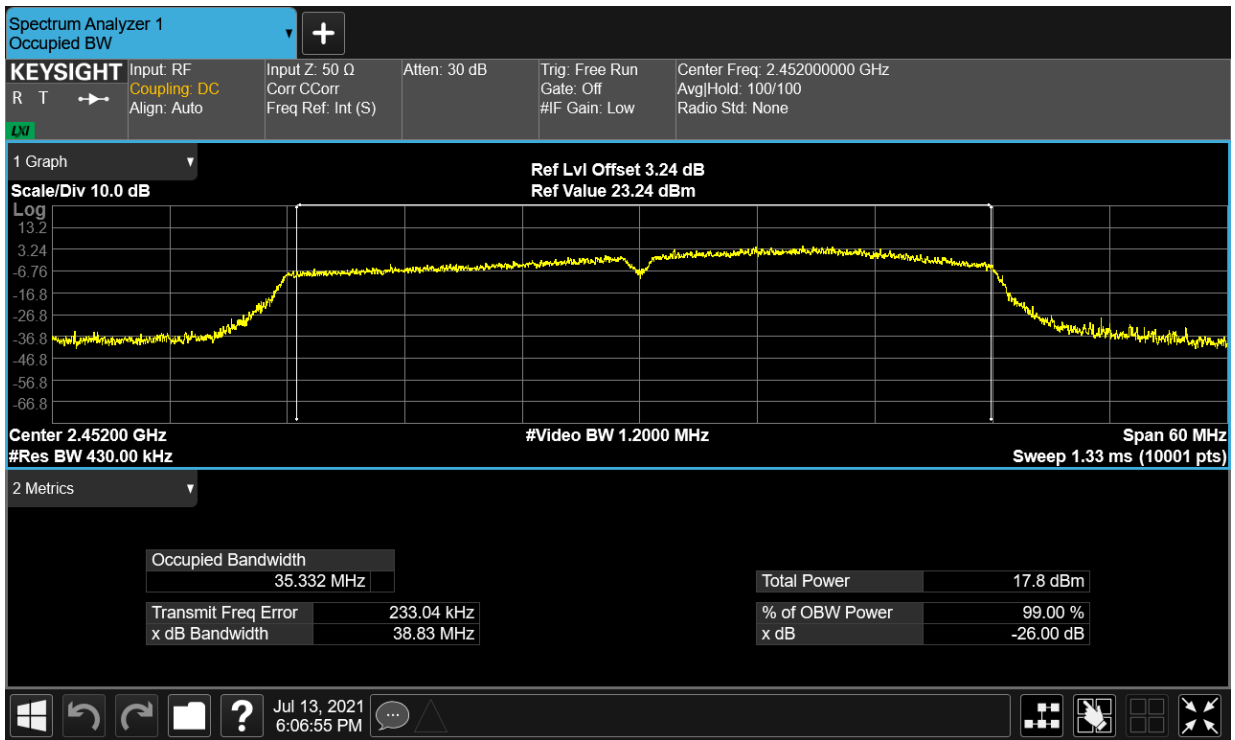 Spectrum Analyzer 1
Occupied BW
▼
+
KEYSIGHT
R T
LXI
Input: RF
Coupling: DC
Align: Auto
Input Z: 50 Ω
Corr CCorr
Freq Ref: Int (S)
Atten: 30 dB
Trig: Free Run
Gate: Off
#IF Gain: Low
Center Freq: 2.452000000 GHz
Avg|Hold: 100/100
Radio Std: None
1 Graph ▼
Ref Lvl Offset 3.24 dB
Scale/Div 10.0 dB
Ref Value 23.24 dBm
Log
13.2
3.24
-6.76
-16.8
-26.8
-36.8
-46.8
-56.8
-66.8
Center 2.45200 GHz
#Video BW 1.2000 MHz
Span 60 MHz
#Res BW 430.00 kHz
Sweep 1.33 ms (10001 pts)
2 Metrics ▼
Occupied Bandwidth
35.332 MHz
Total Power 17.8 dBm
Transmit Freq Error 233.04 kHz
% of OBW Power 99.00 %
x dB Bandwidth 38.83 MHz
x dB -26.00 dB
?
Jul 13, 2021
6:06:55 PM
...